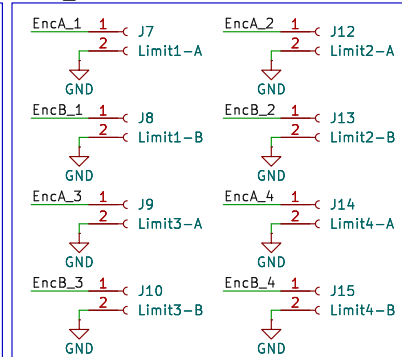 EncA_1 1 J7
2 Limit1-A
GND
EncA_2 1 J12
2 Limit2-A
GND
EncB_1 1 J8
2 Limit1-B
GND
EncB_2 1 J13
2 Limit2-B
GND
EncA_3 1 J9
2 Limit3-A
GND
EncA_4 1 J14
2 Limit4-A
GND
EncB_3 1 J10
2 Limit3-B
GND
EncB_4 1 J15
2 Limit4-B
GND